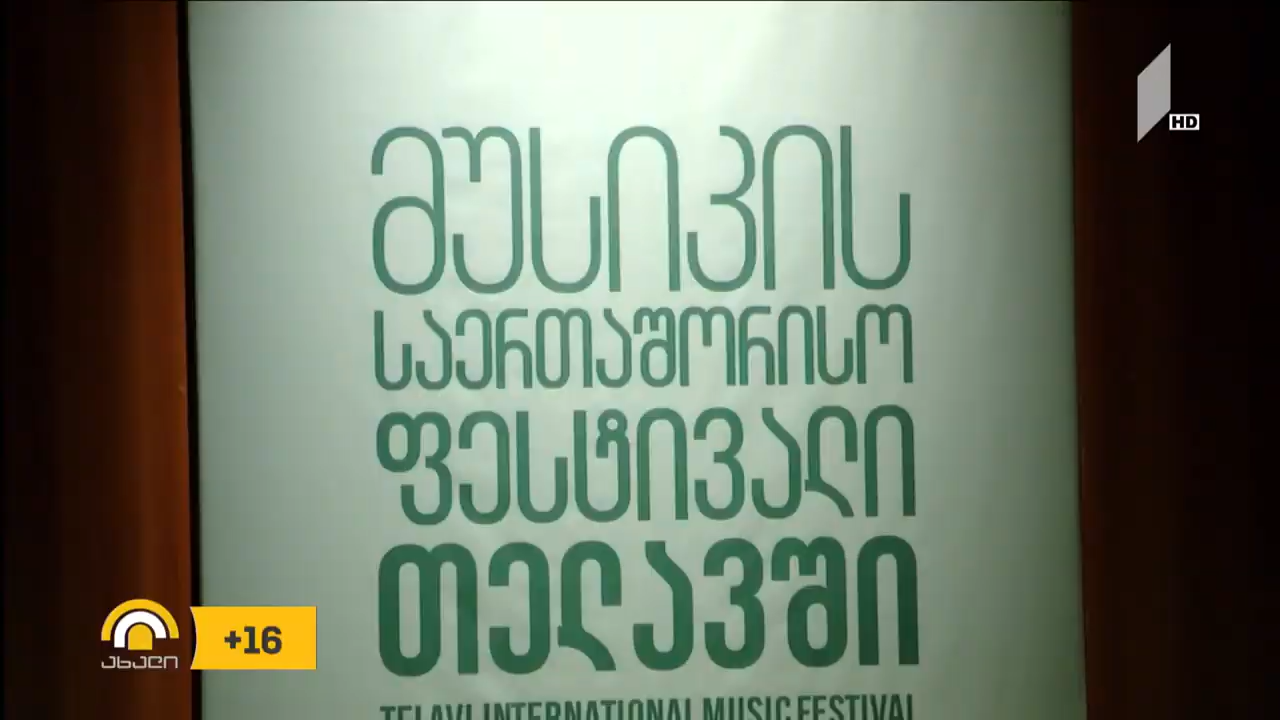 HD
მუსიკის
საერთაშორისო
ფესტივალი
თელავში
TELAVI INTERNATIONAL MUSIC FESTIVAL
ახალი
+16